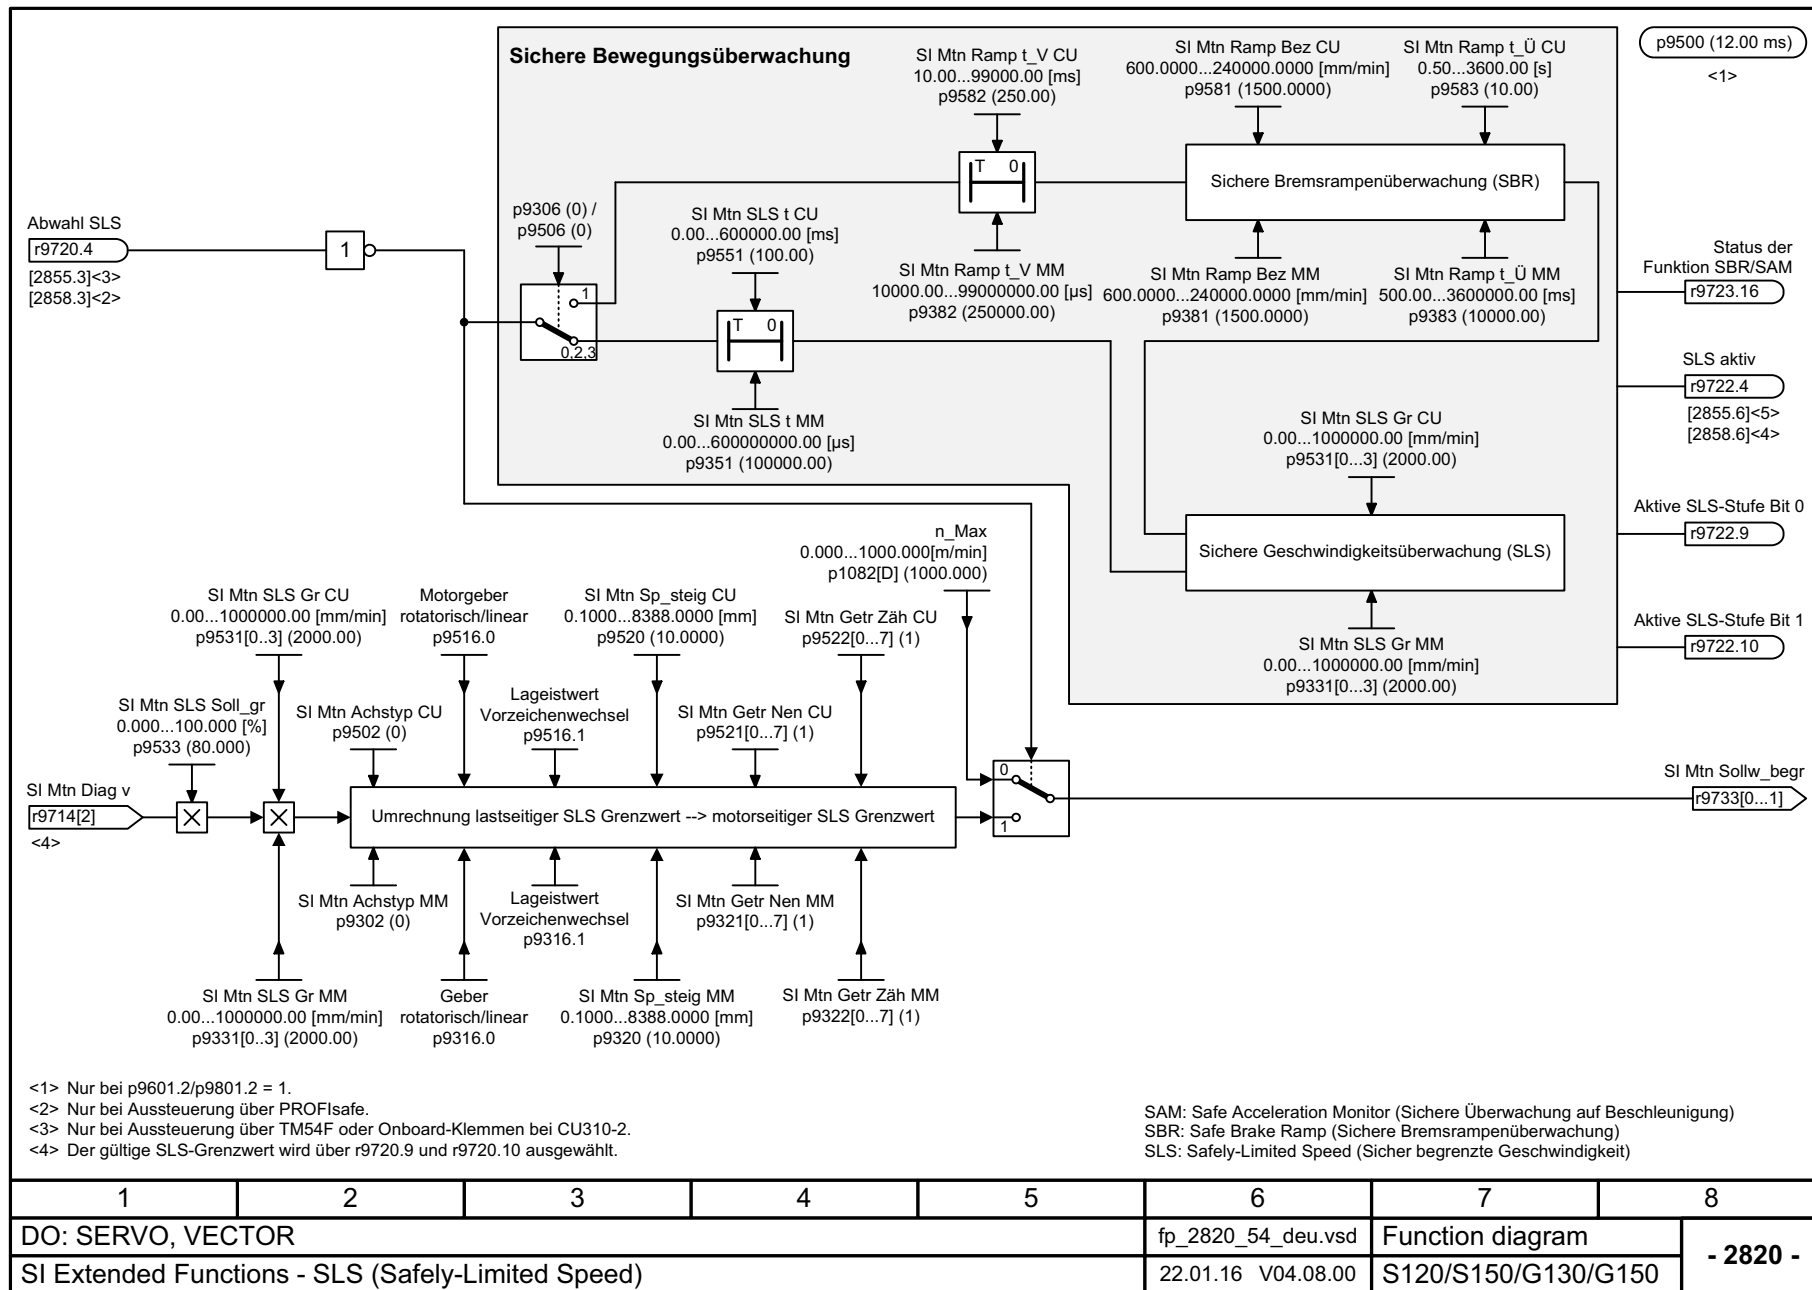 Sichere Bewegungsüberwachung
SI Mtn Ramp t_V CU
10.00...99000.00 [ms]
p9582 (250.00)
SI Mtn Ramp Bez CU
600.0000...240000.0000 [mm/min]
p9581 (1500.0000)
SI Mtn Ramp t_Ü CU
0.50...3600.00 [s]
p9583 (10.00)
p9500 (12.00 ms)
<1>
T 0
Sichere Bremsrampenüberwachung (SBR)
SI Mtn Ramp t_V MM
10000.00...99000000.00 [µs]
p9382 (250000.00)
SI Mtn Ramp Bez MM
600.0000...240000.0000 [mm/min]
p9381 (1500.0000)
SI Mtn Ramp t_Ü MM
500.00...3600000.00 [ms]
p9383 (10000.00)
Abwahl SLS
r9720.4
[2855.3]<3>
[2858.3]<2>
1
p9306 (0) /
p9506 (0)
1
0,2,3
SI Mtn SLS t CU
0.00...600000.00 [ms]
p9551 (100.00)
T 0
SI Mtn SLS t MM
0.00...600000000.00 [µs]
p9351 (100000.00)
Status der
Funktion SBR/SAM
r9723.16
SLS aktiv
r9722.4
[2855.6]<5>
[2858.6]<4>
SI Mtn SLS Gr CU
0.00...1000000.00 [mm/min]
p9531[0...3] (2000.00)
Sichere Geschwindigkeitsüberwachung (SLS)
SI Mtn SLS Gr MM
0.00...1000000.00 [mm/min]
p9331[0...3] (2000.00)
Aktive SLS-Stufe Bit 0
r9722.9
Aktive SLS-Stufe Bit 1
r9722.10
n_Max
0.000...1000.000[m/min]
p1082[D] (1000.000)
SI Mtn SLS Gr CU
0.00...1000000.00 [mm/min]
p9531[0..3] (2000.00)
Motorgeber
rotatorisch/linear
p9516.0
SI Mtn Sp_steig CU
0.1000...8388.0000 [mm]
p9520 (10.0000)
SI Mtn Getr Zäh CU
p9522[0...7] (1)
SI Mtn SLS Soll_gr
0.000...100.000 [%]
p9533 (80.000)
SI Mtn Achstyp CU
p9502 (0)
Lageistwert
Vorzeichenwechsel
p9516.1
SI Mtn Getr Nen CU
p9521[0...7] (1)
SI Mtn Diag v
r9714[2]
<4>
Umrechnung lastseitiger SLS Grenzwert --> motorseitiger SLS Grenzwert
0
1
SI Mtn Sollw_begr
r9733[0...1]
SI Mtn Achstyp MM
p9302 (0)
Lageistwert
Vorzeichenwechsel
p9316.1
SI Mtn Getr Nen MM
p9321[0...7] (1)
SI Mtn SLS Gr MM
0.00...1000000.00 [mm/min]
p9331[0..3] (2000.00)
Geber
rotatorisch/linear
p9316.0
SI Mtn Sp_steig MM
0.1000...8388.0000 [mm]
p9320 (10.0000)
SI Mtn Getr Zäh MM
p9322[0...7] (1)
<1> Nur bei p9601.2/p9801.2 = 1.
<2> Nur bei Aussteuerung über PROFIsafe.
<3> Nur bei Aussteuerung über TM54F oder Onboard-Klemmen bei CU310-2.
<4> Der gültige SLS-Grenzwert wird über r9720.9 und r9720.10 ausgewählt.
SAM: Safe Acceleration Monitor (Sichere Überwachung auf Beschleunigung)
SBR: Safe Brake Ramp (Sichere Bremsrampenüberwachung)
SLS: Safely-Limited Speed (Sicher begrenzte Geschwindigkeit)
1 2 3 4 5 6 7 8
DO: SERVO, VECTOR
fp_2820_54_deu.vsd
Function diagram
- 2820 -
SI Extended Functions - SLS (Safely-Limited Speed)
22.01.16 V04.08.00
S120/S150/G130/G150